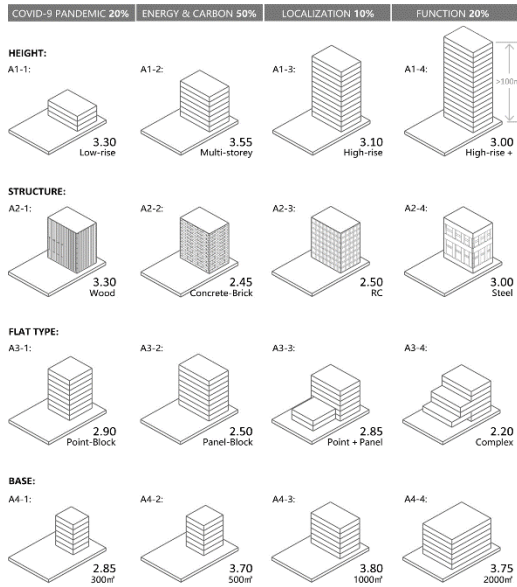 COVID-9 PANDEMIC 20% ENERGY & CARBON 50% LOCALIZATION 10% FUNCTION 20%
HEIGHT:
A1-1: A1-2: A1-3: A1-4:
>100m
3.30 3.55 3.10 3.00
Low-rise Multi-storey High-rise High-rise +
STRUCTURE:
A2-1: A2-2: A2-3: A2-4:
3.30 2.45 2.50 3.00
Wood Concrete-Brick RC Steel
FLAT TYPE:
A3-1: A3-2: A3-3: A3-4:
2.90 2.50 2.85 2.20
Point-Block Panel-Block Point + Panel Complex
BASE:
A4-1: A4-2: A4-3: A4-4:
2.85 3.70 3.80 3.75
300㎡ 500㎡ 1000㎡ 2000㎡